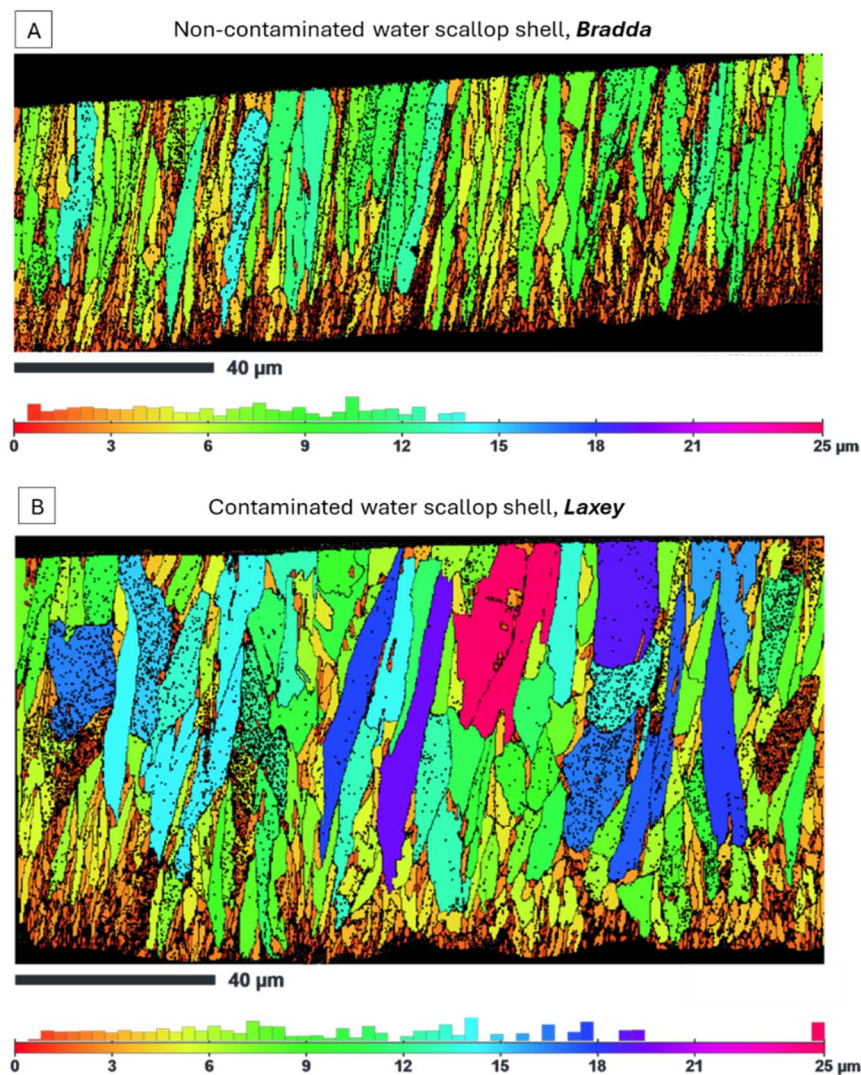 A
Non-contaminated water scallop shell, Bradda
40 µm
0 3 6 9 12 15 18 21 25 µm
B
Contaminated water scallop shell, Laxey
40 µm
0 3 6 9 12 15 18 21 25 µm